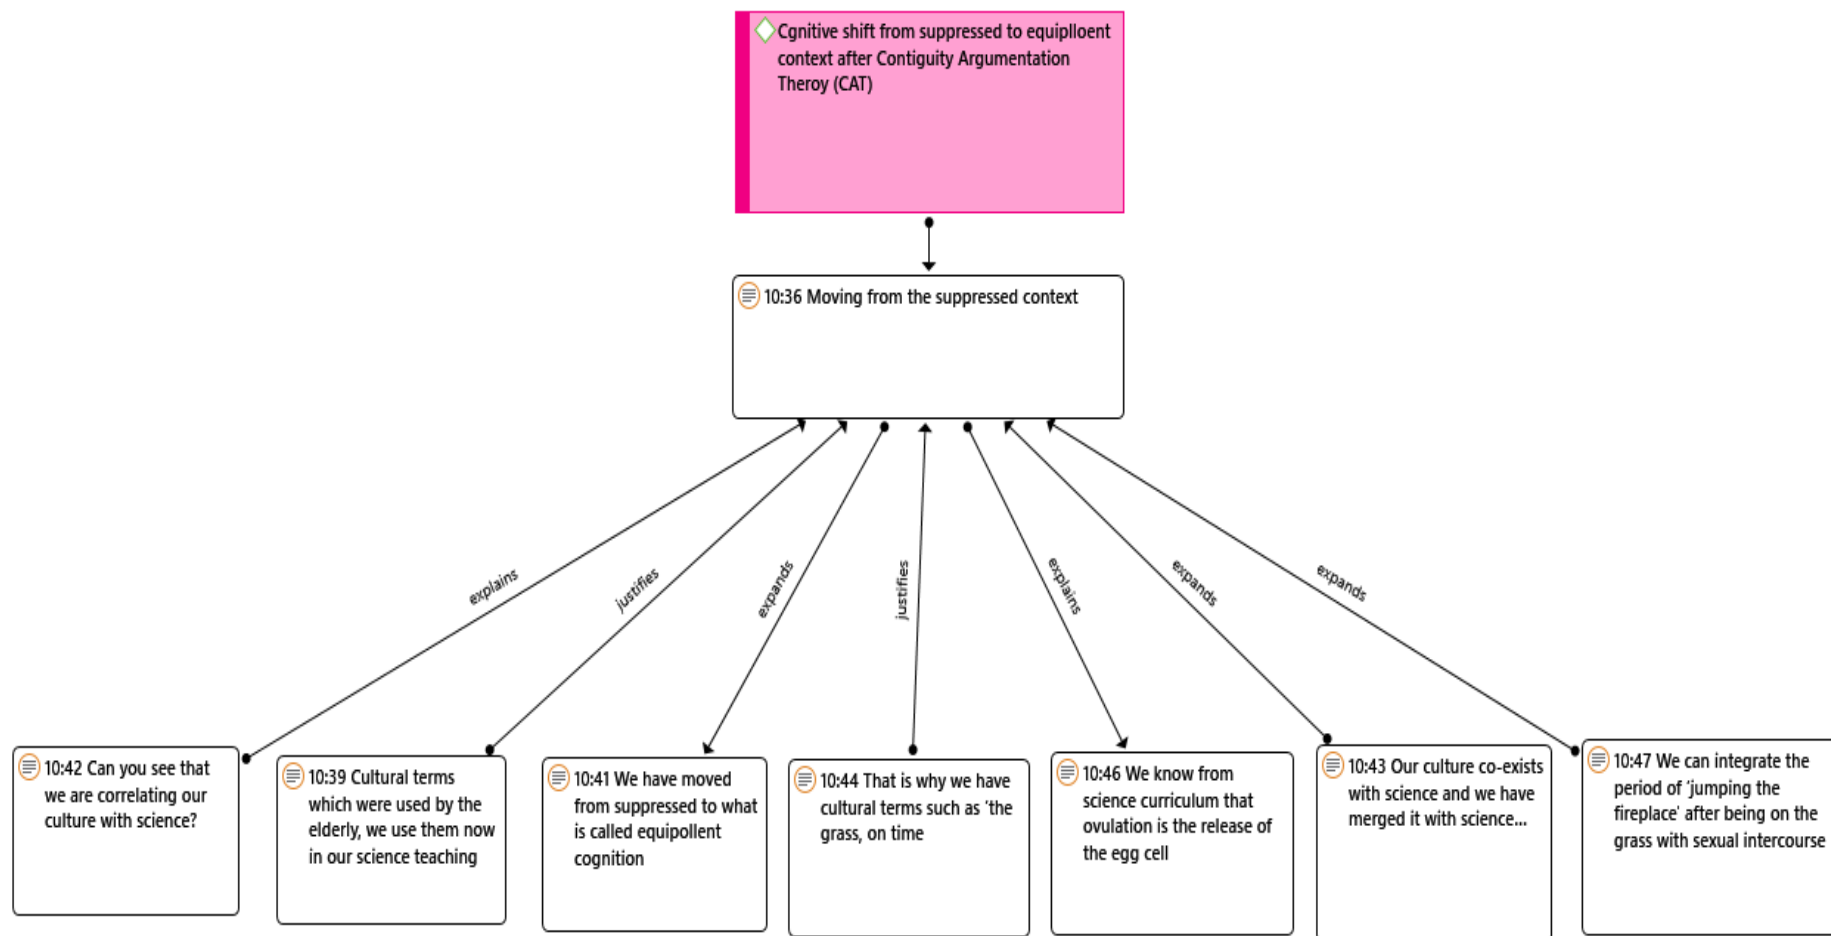 Cgnitive shift from suppressed to equiplloent
context after Contiguity Argumentation
Theroy (CAT)
10:36 Moving from the suppressed context
explains
justifies
expands
justifies
explains
expands
expands
10:42 Can you see that
we are correlating our
culture with science?
10:39 Cultural terms
which were used by the
elderly, we use them now
in our science teaching
10:41 We have moved
from suppressed to what
is called equipollent
cognition
10:44 That is why we have
cultural terms such as 'the
grass, on time
10:46 We know from
science curriculum that
ovulation is the release of
the egg cell
10:43 Our culture co-exists
with science and we have
merged it with science...
10:47 We can integrate the
period of 'jumping the
fireplace' after being on the
grass with sexual intercourse